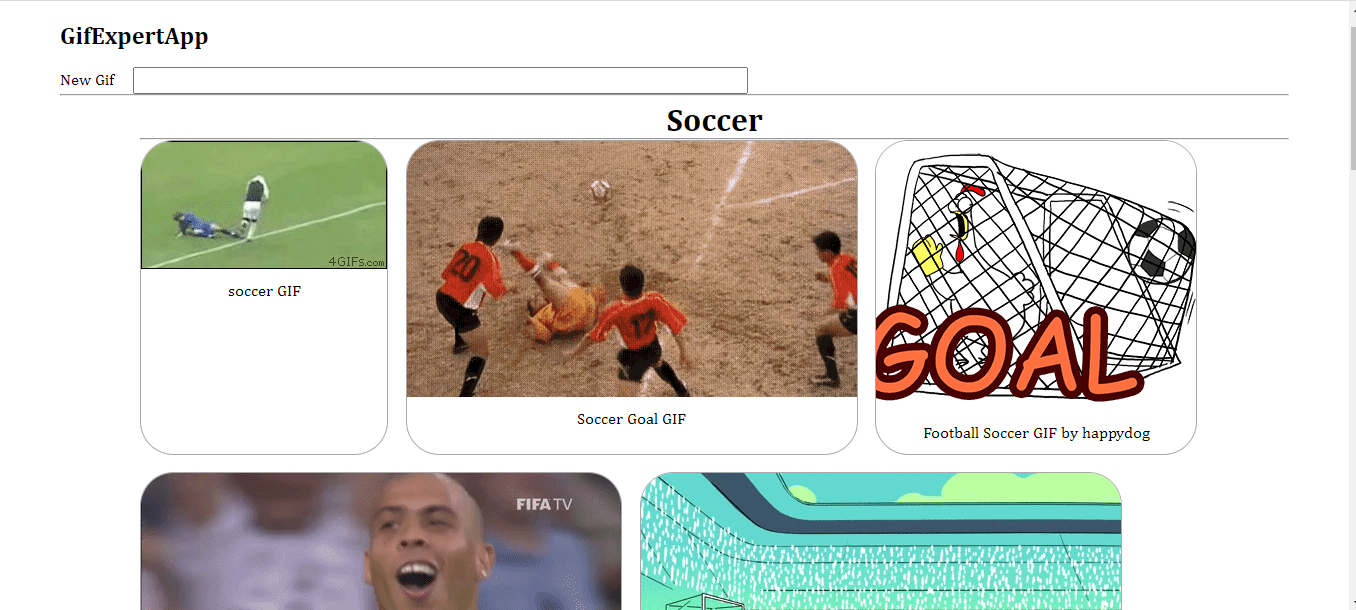 GifExpertApp
New Gif
Soccer
20
17
4GIFs.com
soccer GIF
GOAL
Soccer Goal GIF
Football Soccer GIF by happydog
FIFA TV